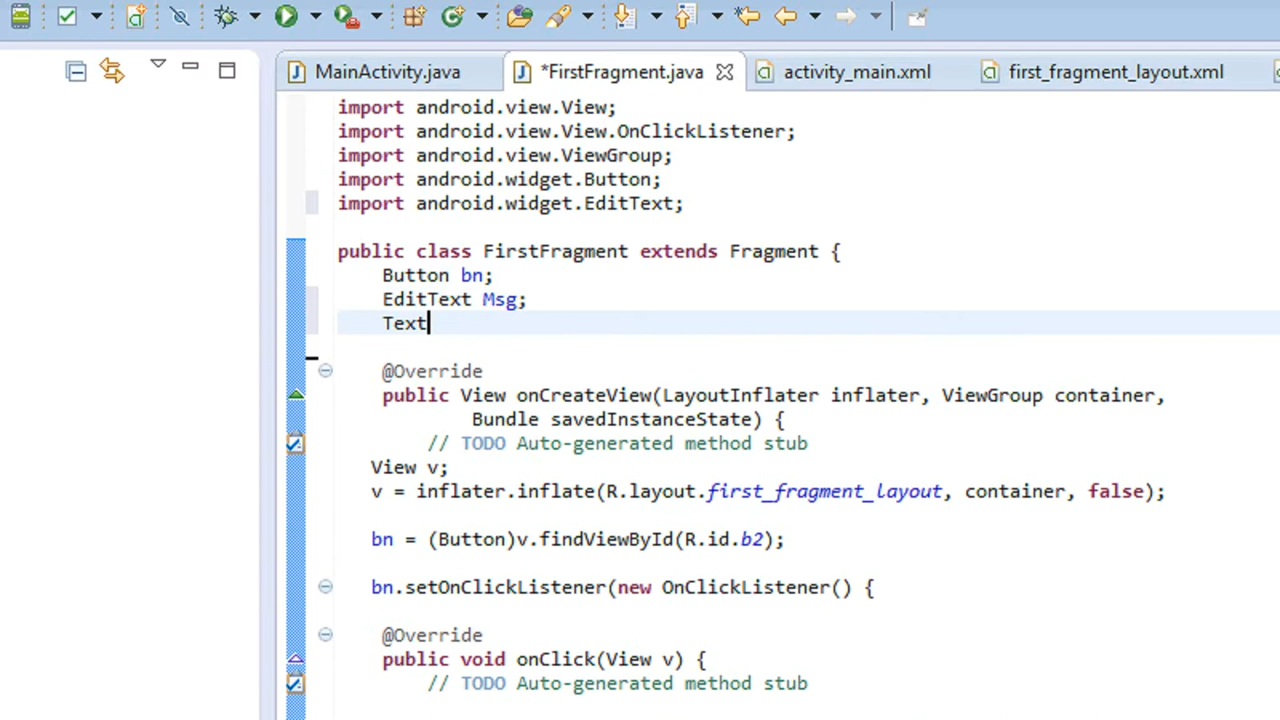 MainActivity.java
*FirstFragment.java
activity_main.xml
first_fragment_layout.xml
import android.view.View;
import android.view.View.OnClickListener;
import android.view.ViewGroup;
import android.widget.Button;
import android.widget.EditText;
public class FirstFragment extends Fragment {
Button bn;
EditText Msg;
Text
@Override
public View onCreateView(LayoutInflater inflater, ViewGroup container,
Bundle savedInstanceState) {
// TODO Auto-generated method stub
View v;
v = inflater.inflate(R.layout.first_fragment_layout, container, false);
bn = (Button)v.findViewById(R.id.b2);
bn.setOnClickListener(new OnClickListener() {
@Override
public void onClick(View v) {
// TODO Auto-generated method stub